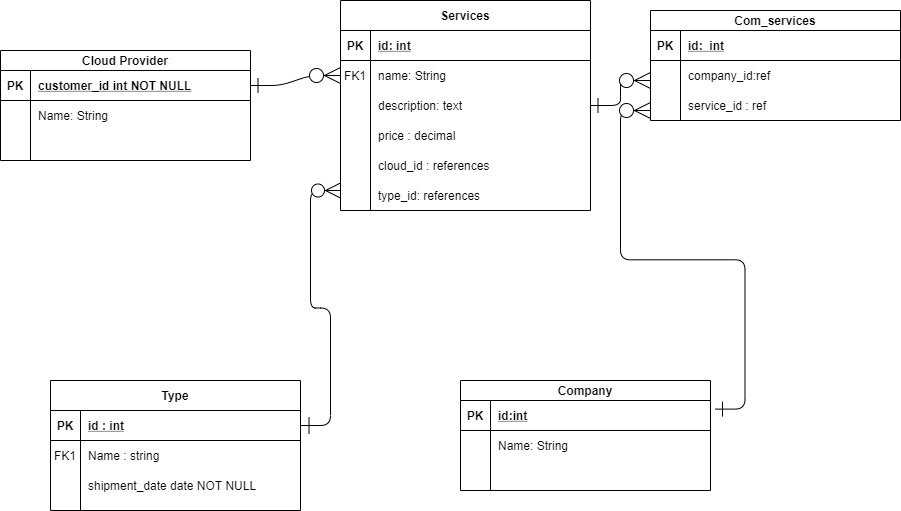 Services
PK id: int
FK1 name: String
description: text
price : decimal
cloud_id : references
type_id: references
Com_services
PK id: int
company_id:ref
service_id : ref
Cloud Provider
PK customer_id int NOT NULL
Name: String
Type
PK id : int
FK1 Name : string
shipment_date date NOT NULL
Company
PK id:int
Name: String